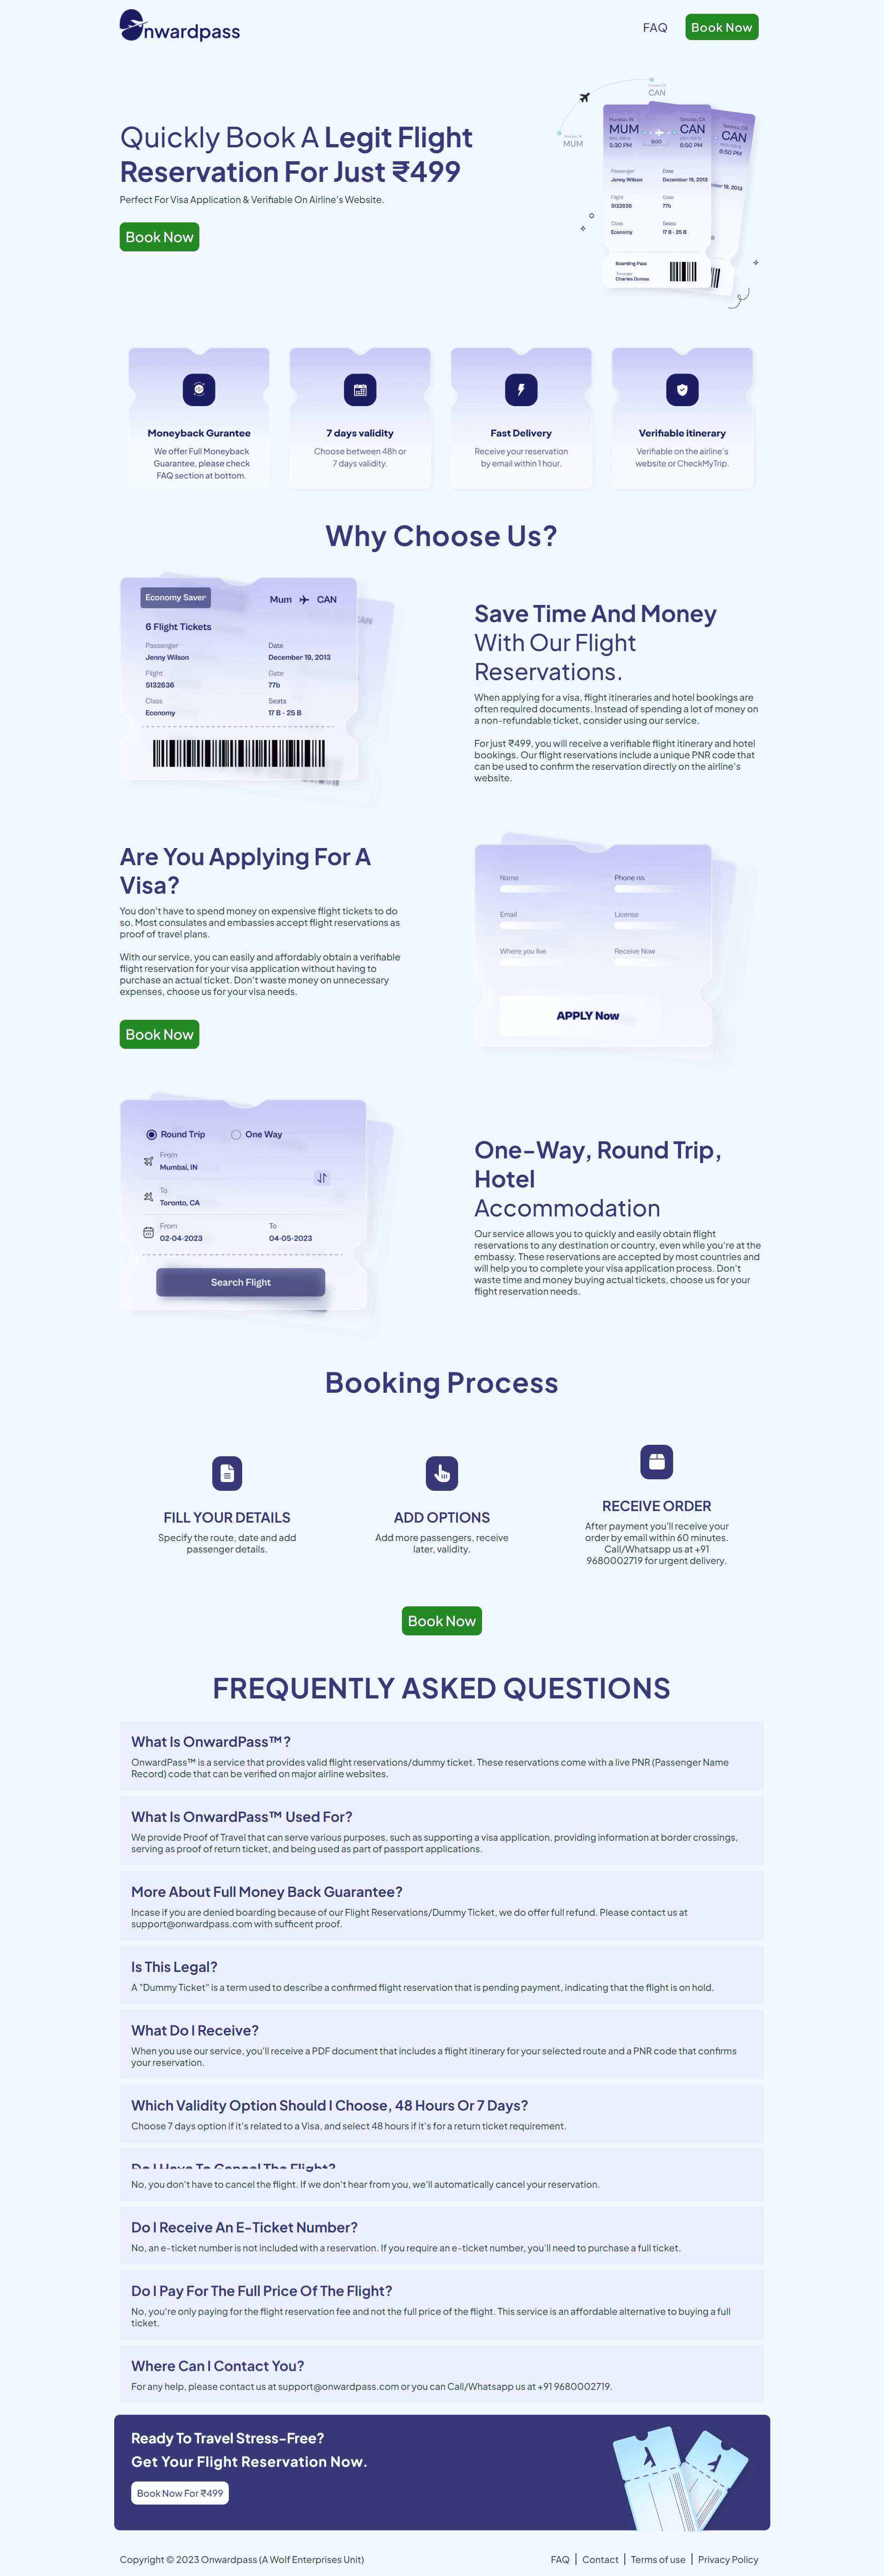 Onwardpass
FAQ
Book Now
Quickly Book A Legit Flight
Reservation For Just ₹499
Perfect For Visa Application & Verifiable On Airline's Website.
Book Now
CAN
MUM
Mumbai, IN
Toronto, CA
MUM
CAN
5:30 PM
6:50 PM
Passenger
Date
Jenny Wilson
December 19, 2013
Flight
Gate
5132636
77b
Class
Seats
Economy
17 B - 25 B
Boarding Pass
Passenger
Charles Dumas
Toronto, CA
CAN
6:50 PM
Moneyback Gurantee
We offer Full Moneyback
Guarantee, please check
FAQ section at bottom.
7 days validity
Choose between 48h or
7 days validity.
Fast Delivery
Receive your reservation
by email within 1 hour.
Verifiable itinerary
Verifiable on the airline's
website or CheckMyTrip.
Why Choose Us?
Economy Saver
Mum
CAN
6 Flight Tickets
Passenger
Date
Jenny Wilson
December 19, 2013
Flight
Gate
5132636
77b
Class
Seats
Economy
17 B - 25 B
Save Time And Money
With Our Flight
Reservations.
When applying for a visa, flight itineraries and hotel bookings are
often required documents. Instead of spending a lot of money on
a non-refundable ticket, consider using our service.
For just ₹499, you will receive a verifiable flight itinerary and hotel
bookings. Our flight reservations include a unique PNR code that
can be used to confirm the reservation directly on the airline's
website.
Are You Applying For A
Visa?
You don't have to spend money on expensive flight tickets to do
so. Most consulates and embassies accept flight reservations as
proof of travel plans.
With our service, you can easily and affordably obtain a verifiable
flight reservation for your visa application without having to
purchase an actual ticket. Don't waste money on unnecessary
expenses, choose us for your visa needs.
Book Now
Name
Phone no.
Email
License
Where you live
Receive Now
APPLY Now
Round Trip
One Way
From
Mumbai, IN
To
Toronto, CA
From
To
02-04-2023
04-05-2023
Search Flight
One-Way, Round Trip,
Hotel
Accommodation
Our service allows you to quickly and easily obtain flight
reservations to any destination or country, even while you're at the
embassy. These reservations are accepted by most countries and
will help you to complete your visa application process. Don't
waste time and money buying actual tickets, choose us for your
flight reservation needs.
Booking Process
FILL YOUR DETAILS
Specify the route, date and add
passenger details.
ADD OPTIONS
Add more passengers, receive
later, validity.
RECEIVE ORDER
After payment you'll receive your
order by email within 60 minutes.
Call/Whatsapp us at +91
9680002719 for urgent delivery.
Book Now
FREQUENTLY ASKED QUESTIONS
What Is OnwardPass™?
OnwardPass™ is a service that provides valid flight reservations/dummy ticket. These reservations come with a live PNR (Passenger Name
Record) code that can be verified on major airline websites.
What Is OnwardPass™ Used For?
We provide Proof of Travel that can serve various purposes, such as supporting a visa application, providing information at border crossings,
serving as proof of return ticket, and being used as part of passport applications.
More About Full Money Back Guarantee?
Incase if you are denied boarding because of our Flight Reservations/Dummy Ticket, we do offer full refund. Please contact us at
support@onwardpass.com with sufficent proof.
Is This Legal?
A "Dummy Ticket" is a term used to describe a confirmed flight reservation that is pending payment, indicating that the flight is on hold.
What Do I Receive?
When you use our service, you'll receive a PDF document that includes a flight itinerary for your selected route and a PNR code that confirms
your reservation.
Which Validity Option Should I Choose, 48 Hours Or 7 Days?
Choose 7 days option if it's related to a Visa, and select 48 hours if it's for a return ticket requirement.
Do I Have To Cancel The Flight?
No, you don't have to cancel the flight. If we don't hear from you, we'll automatically cancel your reservation.
Do I Receive An E-Ticket Number?
No, an e-ticket number is not included with a reservation. If you require an e-ticket number, you'll need to purchase a full ticket.
Do I Pay For The Full Price Of The Flight?
No, you're only paying for the flight reservation fee and not the full price of the flight. This service is an affordable alternative to buying a full
ticket.
Where Can I Contact You?
For any help, please contact us at support@onwardpass.com or you can Call/Whatsapp us at +91 9680002719.
Ready To Travel Stress-Free?
Get Your Flight Reservation Now.
Book Now For ₹499
Copyright © 2023 Onwardpass (A Wolf Enterprises Unit)
FAQ | Contact | Terms of use | Privacy Policy